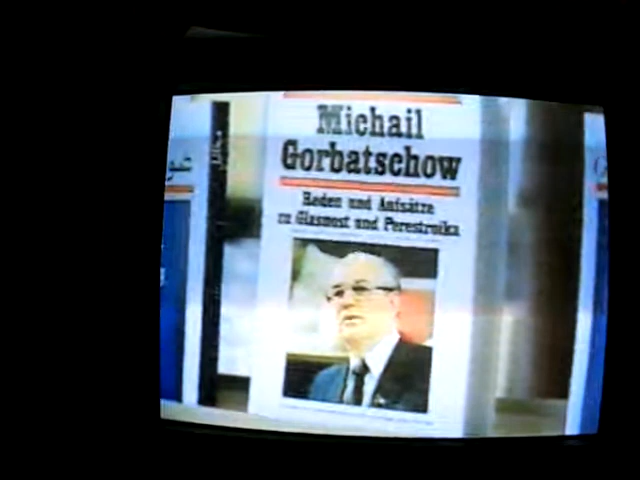 Michail
Gorbatschow
Reden und Aufsätze
zu Glasnost und Perestroika